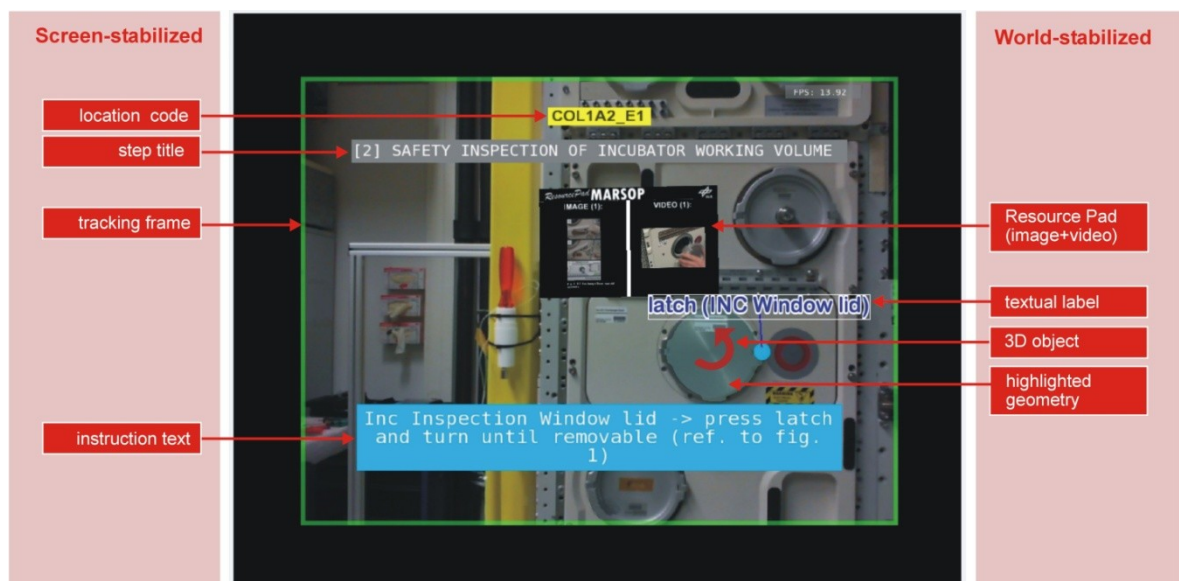 Screen-stabilized
World-stabilized
FPS: 13.92
location code
COL1A2_E1
step title
[2] SAFETY INSPECTION OF INCUBATOR WORKING VOLUME
ResourcePad MARSOP
IMAGE (1):
VIDEO (1):
tracking frame
Resource Pad
(image+video)
latch (INC Window lid)
textual label
3D object
highlighted
geometry
Inc Inspection Window lid -> press latch
and turn until removable (ref. to fig.
1)
instruction text